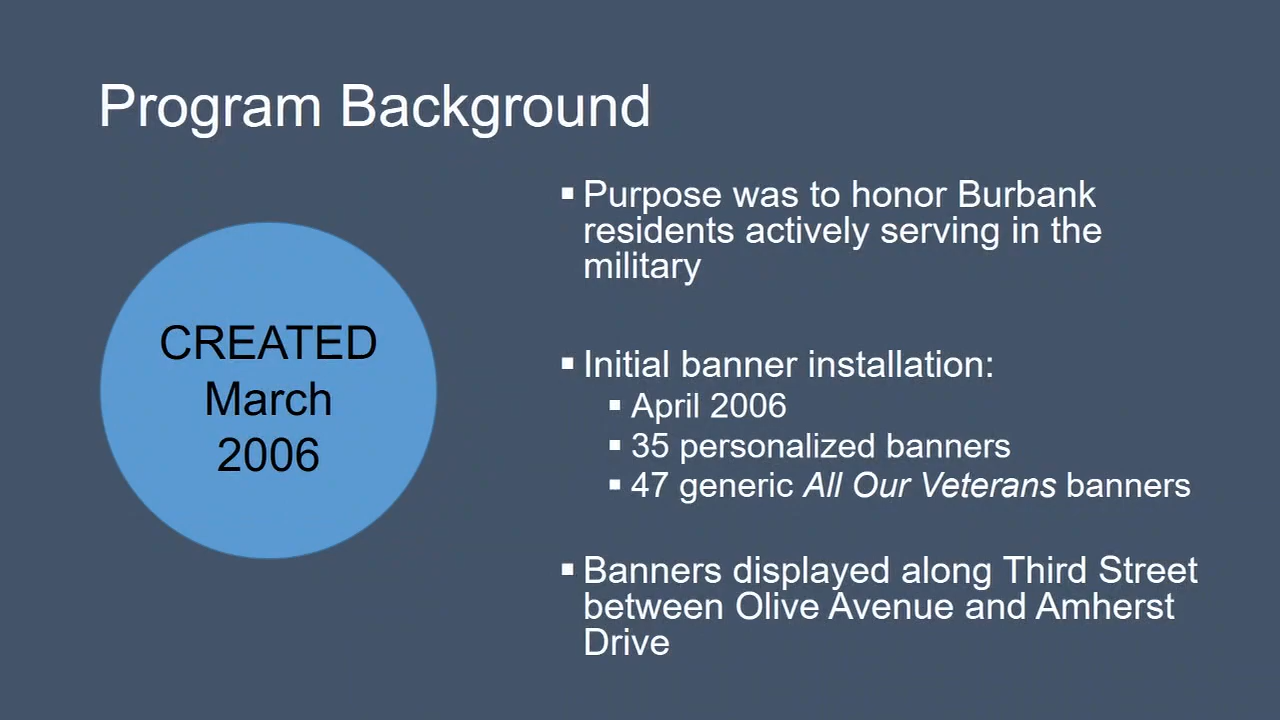 Program Background
CREATED
March
2006
▪ Purpose was to honor Burbank
residents actively serving in the
military
▪ Initial banner installation:
▪ April 2006
▪ 35 personalized banners
▪ 47 generic All Our Veterans banners
▪ Banners displayed along Third Street
between Olive Avenue and Amherst
Drive